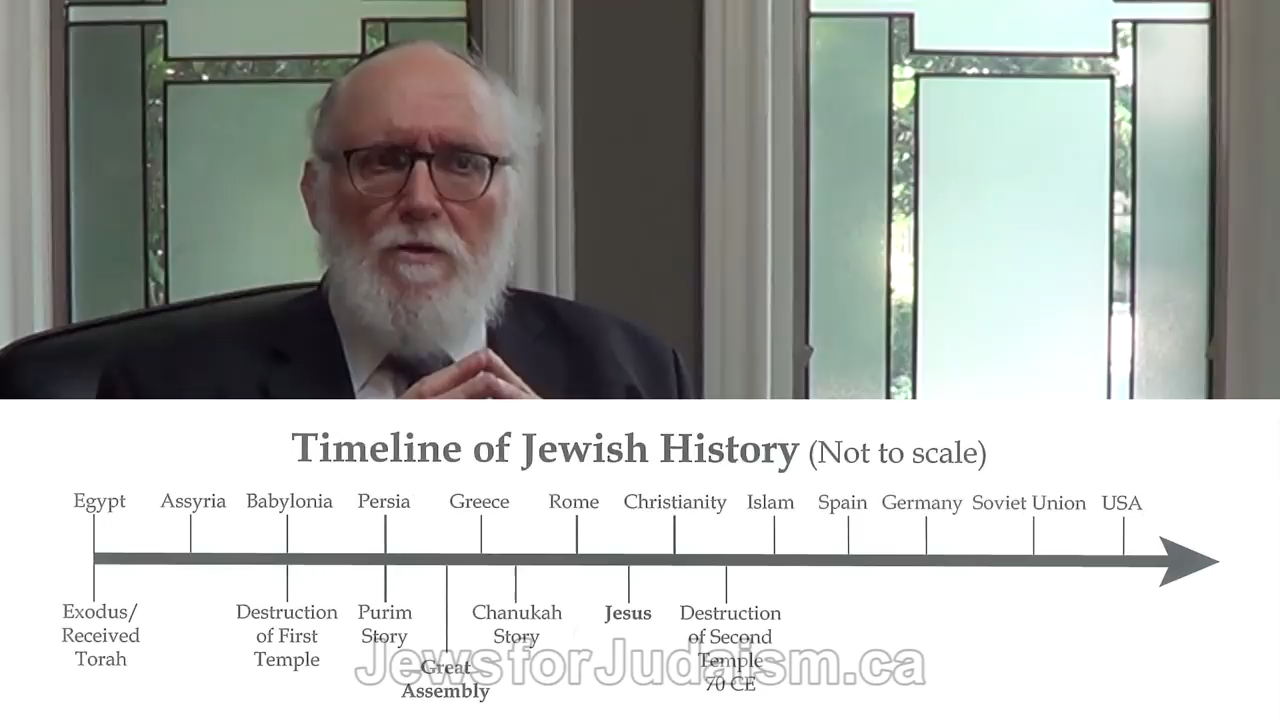 Timeline of Jewish History (Not to scale)
Egypt Assyria Babylonia Persia Greece Rome Christianity Islam Spain Germany Soviet Union USA
Exodus/
Received
Torah
Destruction
of First
Temple
Purim
Story
Great
Assembly
Chanukah
Story
Jesus
Destruction
of Second
Temple
70 CE
JewsforJudaism.ca